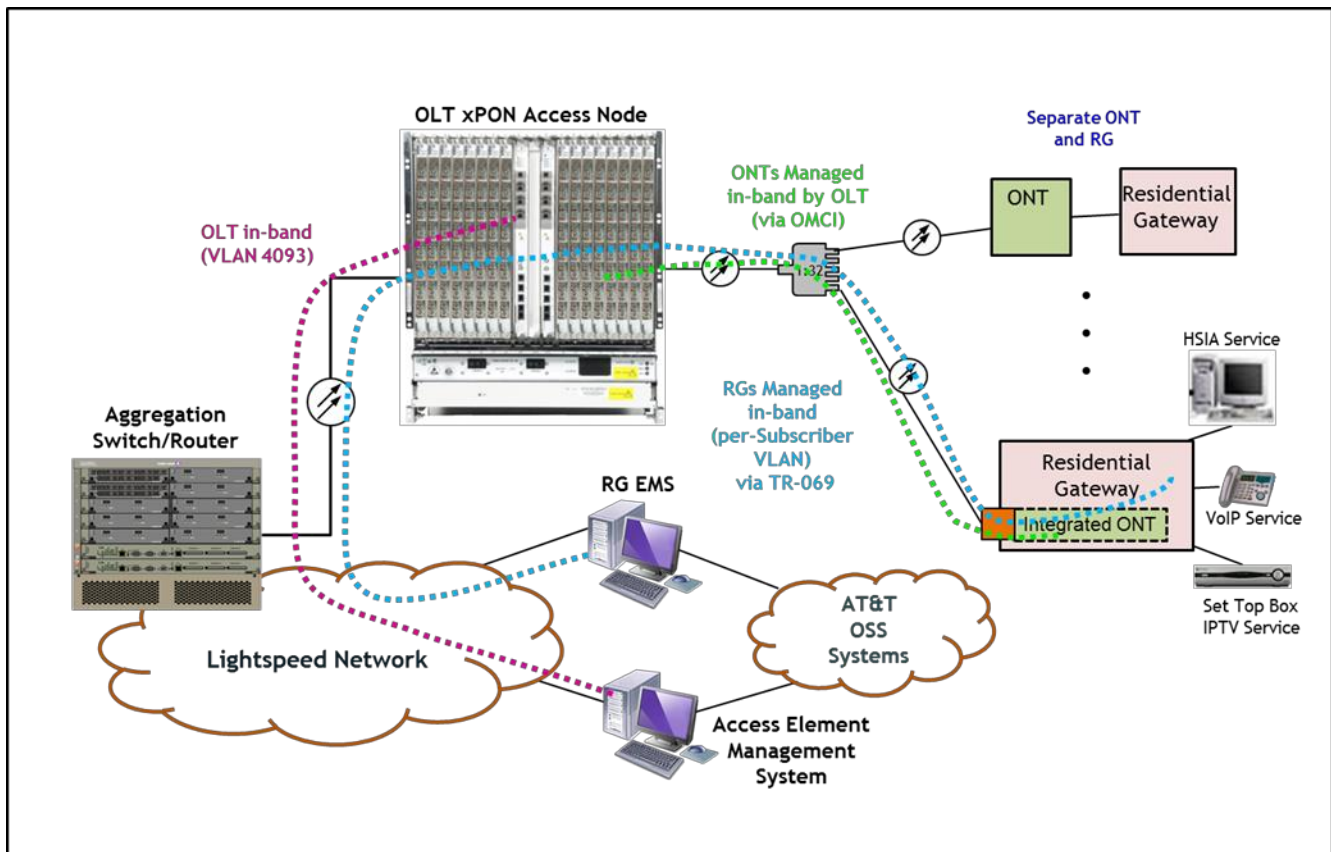 OLT xPON Access Node
Separate ONT
and RG
ONTs Managed
in-band by OLT
(via OMCI)
ONT
Residential
Gateway
OLT in-band
(VLAN 4093)
1:32
HSIA Service
RGs Managed
in-band
(per-Subscriber
VLAN)
via TR-069
Aggregation
Switch/Router
Residential
Gateway
Integrated ONT
VoIP Service
RG EMS
Set Top Box
IPTV Service
AT&T
OSS
Systems
Lightspeed Network
Access Element
Management
System